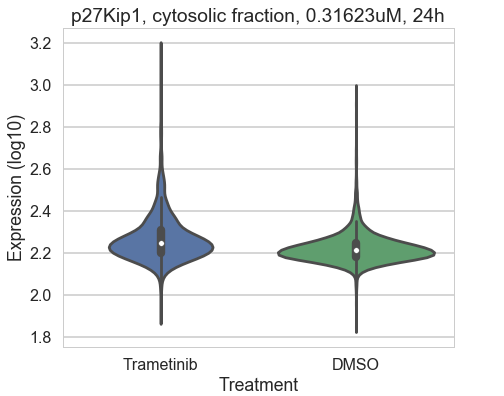 p27Kip1, cytosolic fraction, 0.31623uM, 24h
Expression (log10)
3.2
3.0
2.8
2.6
2.4
2.2
2.0
1.8
Trametinib
DMSO
Treatment